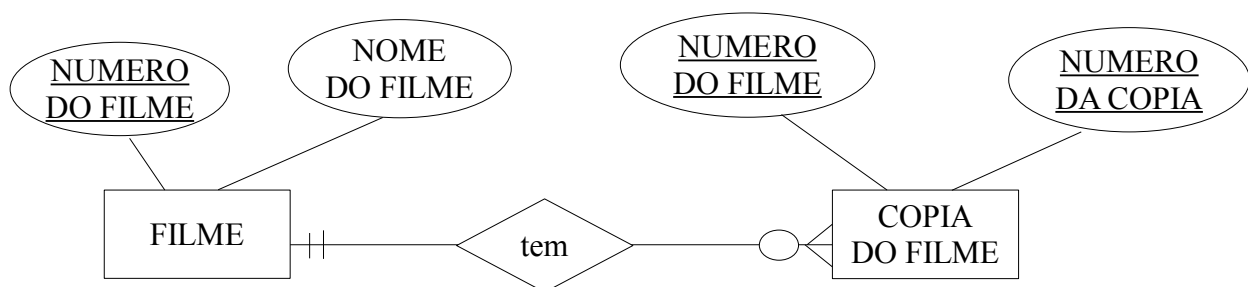 NUMERO
DO FILME
NOME
DO FILME
NUMERO
DO FILME
NUMERO
DA COPIA
FILME
tem
COPIA
DO FILME